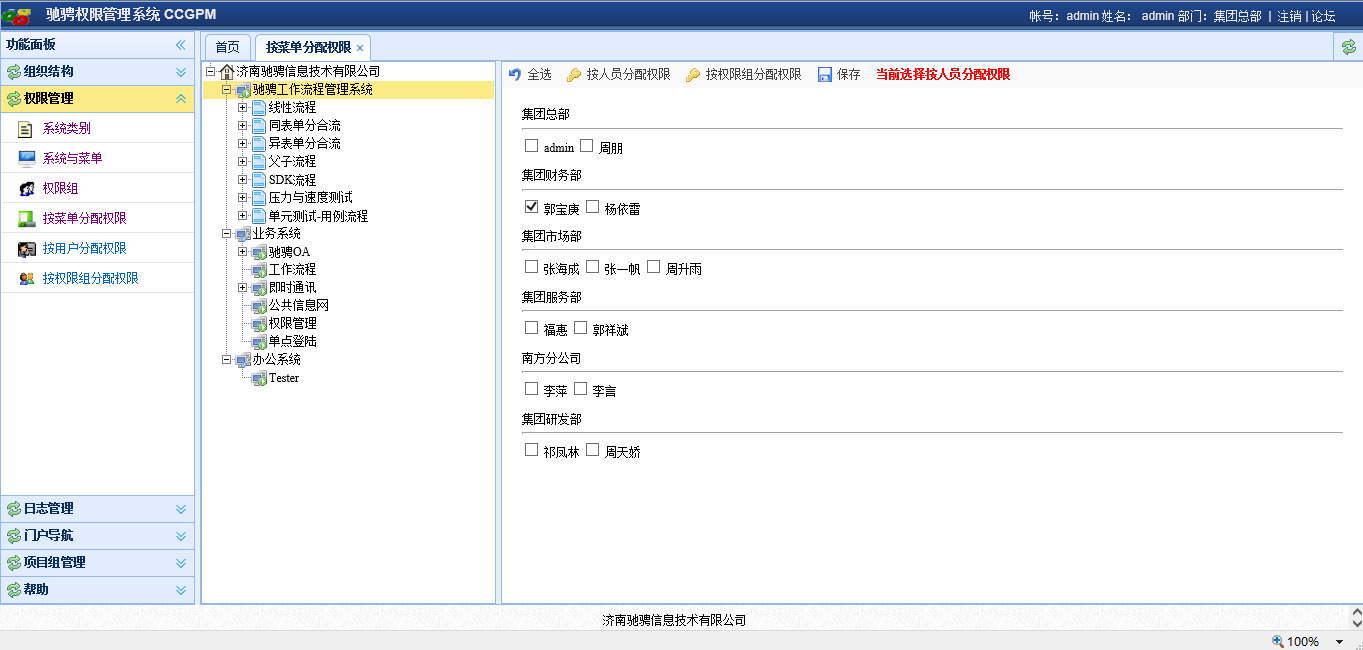 驰骋权限管理系统 CCGPM
帐号： admin 姓名： admin 部门：集团总部 | 注销 | 论坛
功能面板
组织结构
权限管理
系统类别
系统与菜单
权限组
按菜单分配权限
按用户分配权限
按权限组分配权限
日志管理
门户导航
项目组管理
帮助
首页
按菜单分配权限
济南驰骋信息技术有限公司
驰骋工作流程管理系统
线性流程
同表单分合流
异表单分合流
父子流程
SDK流程
压力与速度测试
单元测试-用例流程
业务系统
驰骋OA
工作流程
即时通讯
公共信息网
权限管理
单点登陆
办公系统
Tester
全选 按人员分配权限 按权限组分配权限 保存 当前选择按人员分配权限
集团总部
admin 周朋
集团财务部
郭宝庚 杨依雷
集团市场部
张海成 张一帆 周升雨
集团服务部
福惠 郭祥斌
南方分公司
李萍 李言
集团研发部
祁凤林 周天娇
济南驰骋信息技术有限公司
100%